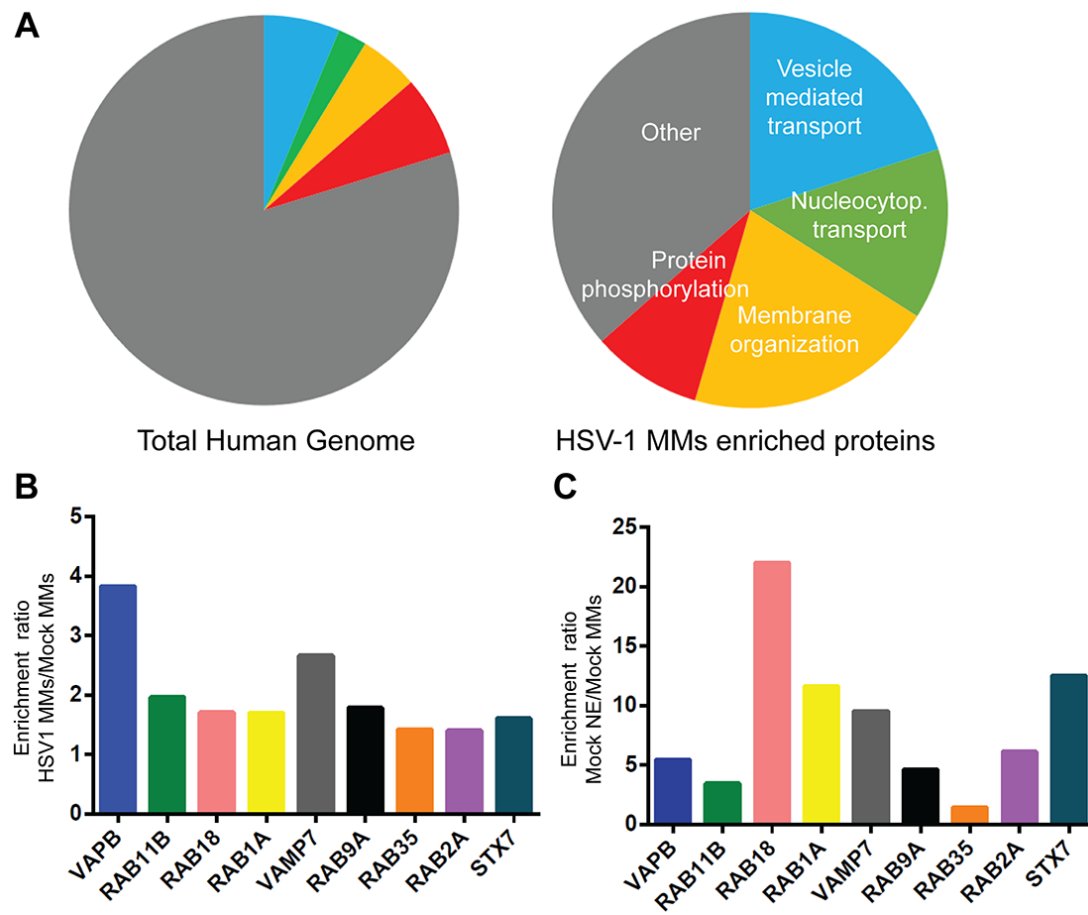 A
Vesicle
mediated
transport
Other
Nucleocytop.
transport
Protein
phosphorylation
Membrane
organization
Total Human Genome
HSV-1 MMs enriched proteins
B
Enrichment ratio
HSV1 MMs/Mock MMs
5
4
3
2
1
0
VAPB
RAB11B
RAB18
RAB1A
VAMP7
RAB9A
RAB35
RAB2A
STX7
C
Enrichment ratio
Mock NE/Mock MMs
25
20
15
10
5
0
VAPB
RAB11B
RAB18
RAB1A
VAMP7
RAB9A
RAB35
RAB2A
STX7